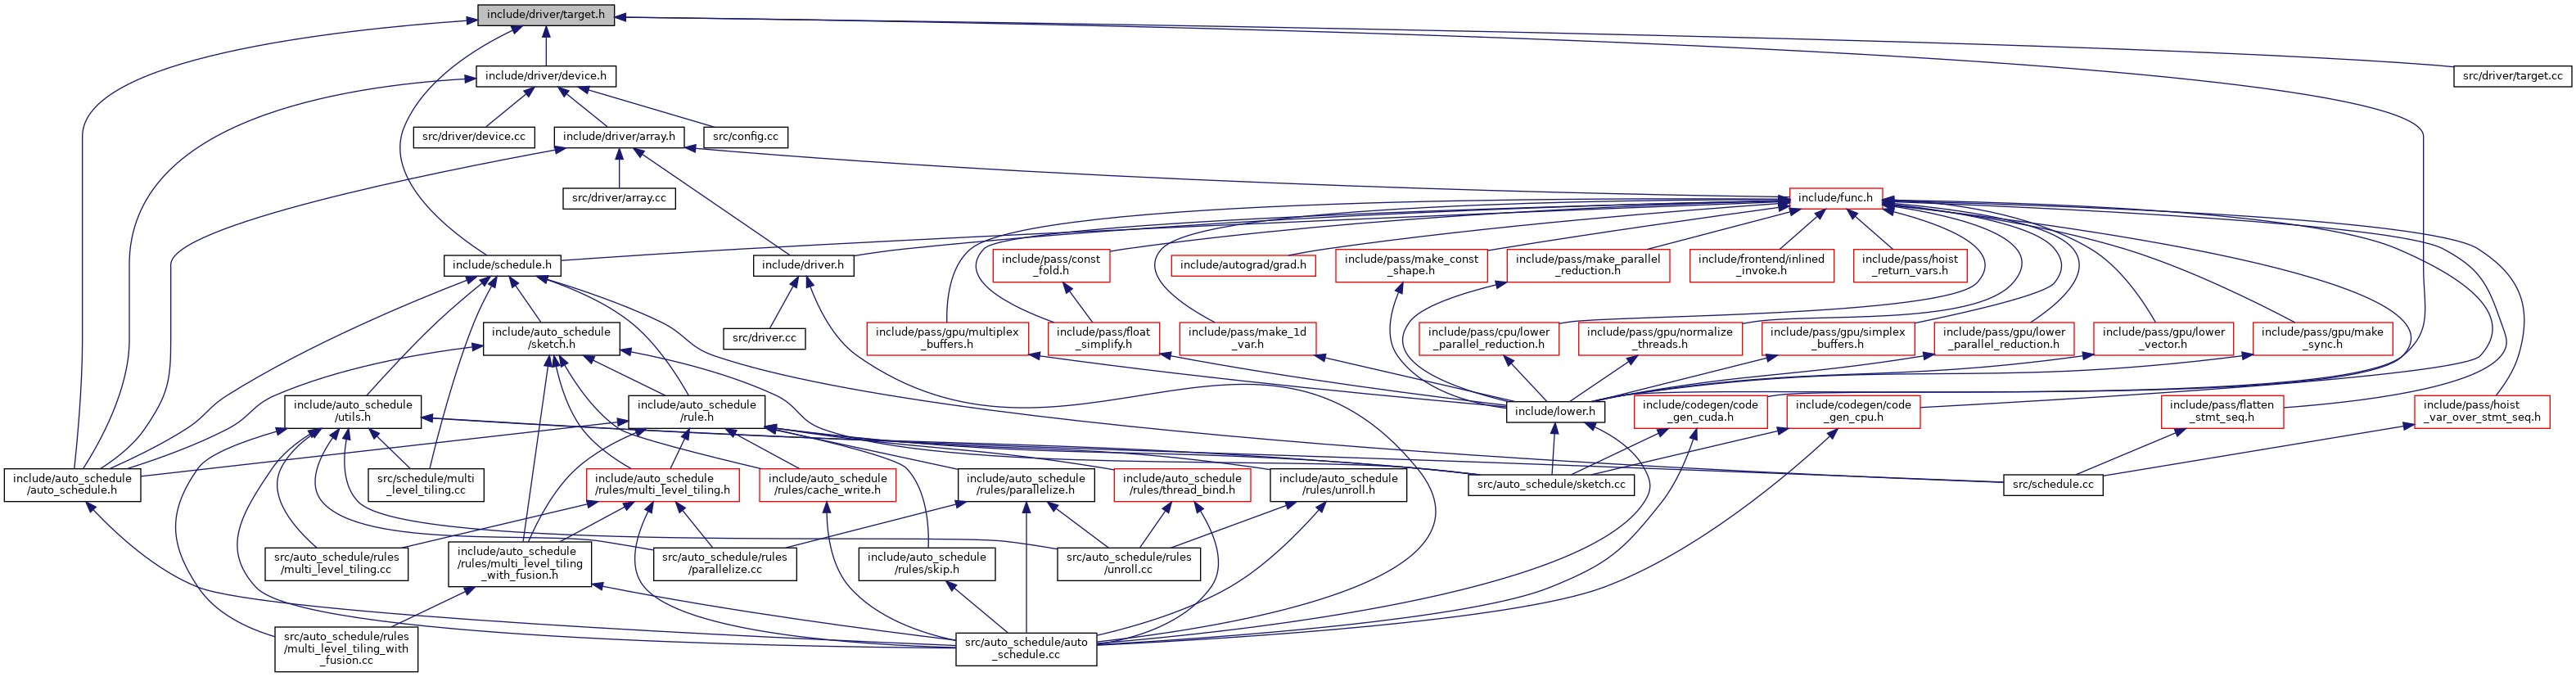 include/driver/target.h
include/driver/device.h
src/driver/target.cc
src/driver/device.cc
include/driver/array.h
src/config.cc
src/driver/array.cc
include/func.h
include/schedule.h
include/driver.h
include/pass/const
_fold.h
include/autograd/grad.h
include/pass/make_const
_shape.h
include/pass/make_parallel
_reduction.h
include/frontend/inlined
_invoke.h
include/pass/hoist
_return_vars.h
include/auto_schedule
/sketch.h
src/driver.cc
include/pass/gpu/multiplex
_buffers.h
include/pass/float
_simplify.h
include/pass/make_1d
_var.h
include/pass/cpu/lower
_parallel_reduction.h
include/pass/gpu/normalize
_threads.h
include/pass/gpu/simplex
_buffers.h
include/pass/gpu/lower
_parallel_reduction.h
include/pass/gpu/lower
_vector.h
include/pass/gpu/make
_sync.h
include/auto_schedule
/utils.h
include/auto_schedule
/rule.h
include/lower.h
include/codegen/code
_gen_cuda.h
include/codegen/code
_gen_cpu.h
include/pass/flatten
_stmt_seq.h
include/pass/hoist
_var_over_stmt_seq.h
include/auto_schedule
/auto_schedule.h
src/schedule/multi
_level_tiling.cc
include/auto_schedule
/rules/multi_level_tiling.h
include/auto_schedule
/rules/cache_write.h
include/auto_schedule
/rules/parallelize.h
include/auto_schedule
/rules/thread_bind.h
include/auto_schedule
/rules/unroll.h
src/auto_schedule/sketch.cc
src/schedule.cc
src/auto_schedule/rules
/multi_level_tiling.cc
include/auto_schedule
/rules/multi_level_tiling
_with_fusion.h
src/auto_schedule/rules
/parallelize.cc
include/auto_schedule
/rules/skip.h
src/auto_schedule/rules
/unroll.cc
src/auto_schedule/rules
/multi_level_tiling_with
_fusion.cc
src/auto_schedule/auto
_schedule.cc